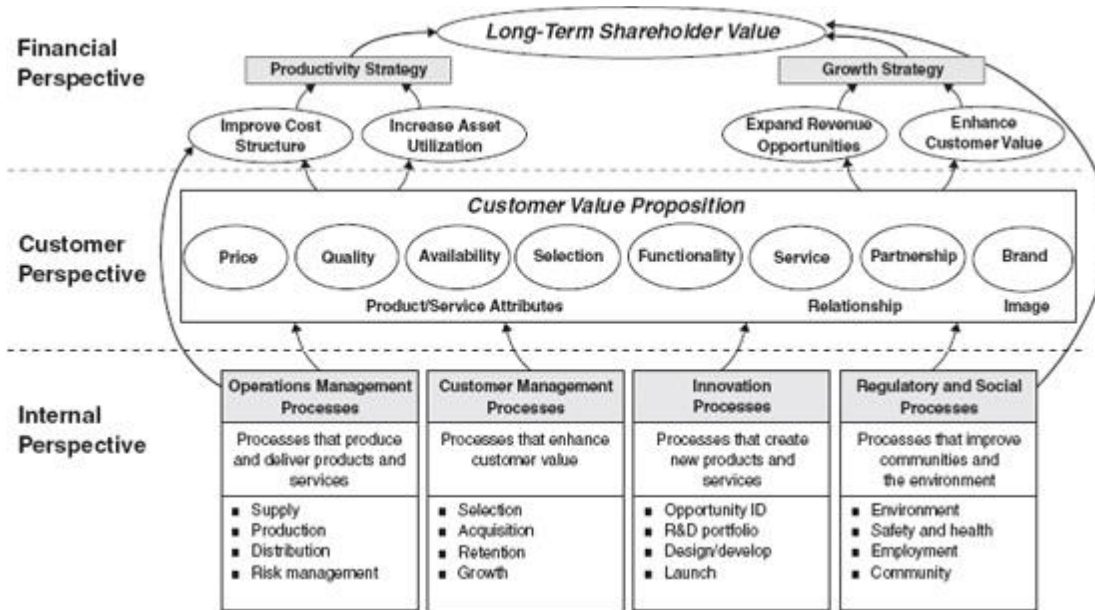 Financial
Perspective
Long-Term Shareholder Value
Productivity Strategy
Growth Strategy
Improve Cost
Structure
Increase Asset
Utilization
Expand Revenue
Opportunities
Enhance
Customer Value
Customer
Perspective
Customer Value Proposition
Price
Quality
Availability
Selection
Functionality
Service
Partnership
Brand
Product/Service Attributes
Relationship
Image
Internal
Perspective
Operations Management
Processes
Processes that produce
and deliver products and
services
■ Supply
■ Production
■ Distribution
■ Risk management
Customer Management
Processes
Processes that enhance
customer value
■ Selection
■ Acquisition
■ Retention
■ Growth
Innovation
Processes
Processes that create
new products and
services
■ Opportunity ID
■ R&D portfolio
■ Design/develop
■ Launch
Regulatory and Social
Processes
Processes that improve
communities and
the environment
■ Environment
■ Safety and health
■ Employment
■ Community